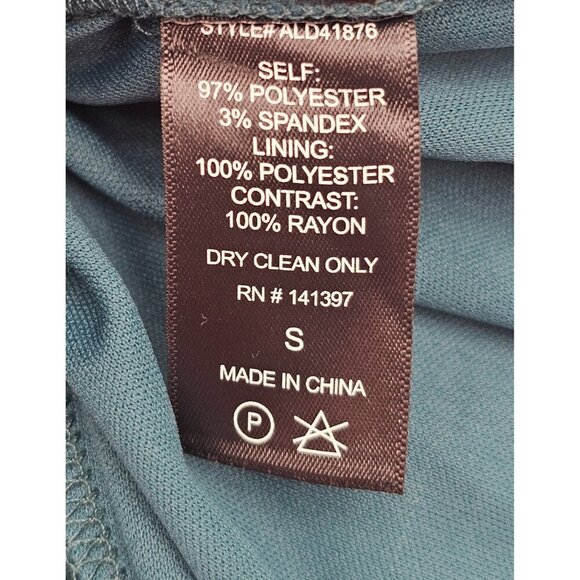 STYLE# ALD41876
SELF:
97% POLYESTER
3% SPANDEX
LINING:
100% POLYESTER
CONTRAST:
100% RAYON
DRY CLEAN ONLY
RN # 141397
S
MADE IN CHINA
P